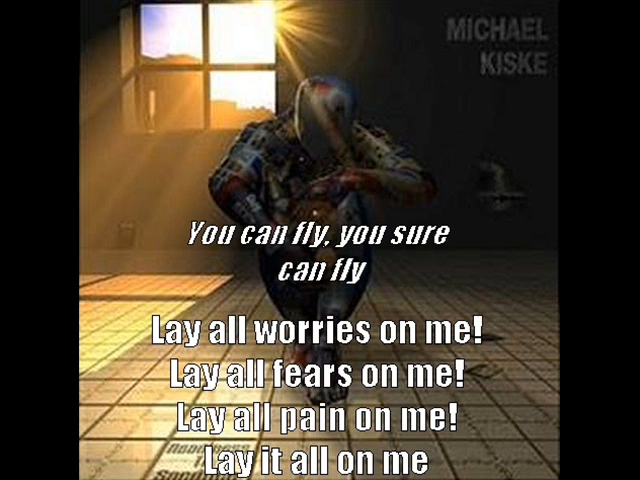 MICHAEL
KISKE
You can fly, you sure
can fly
Lay all worries on me!
Lay all fears on me!
Lay all pain on me!
Lay it all on me